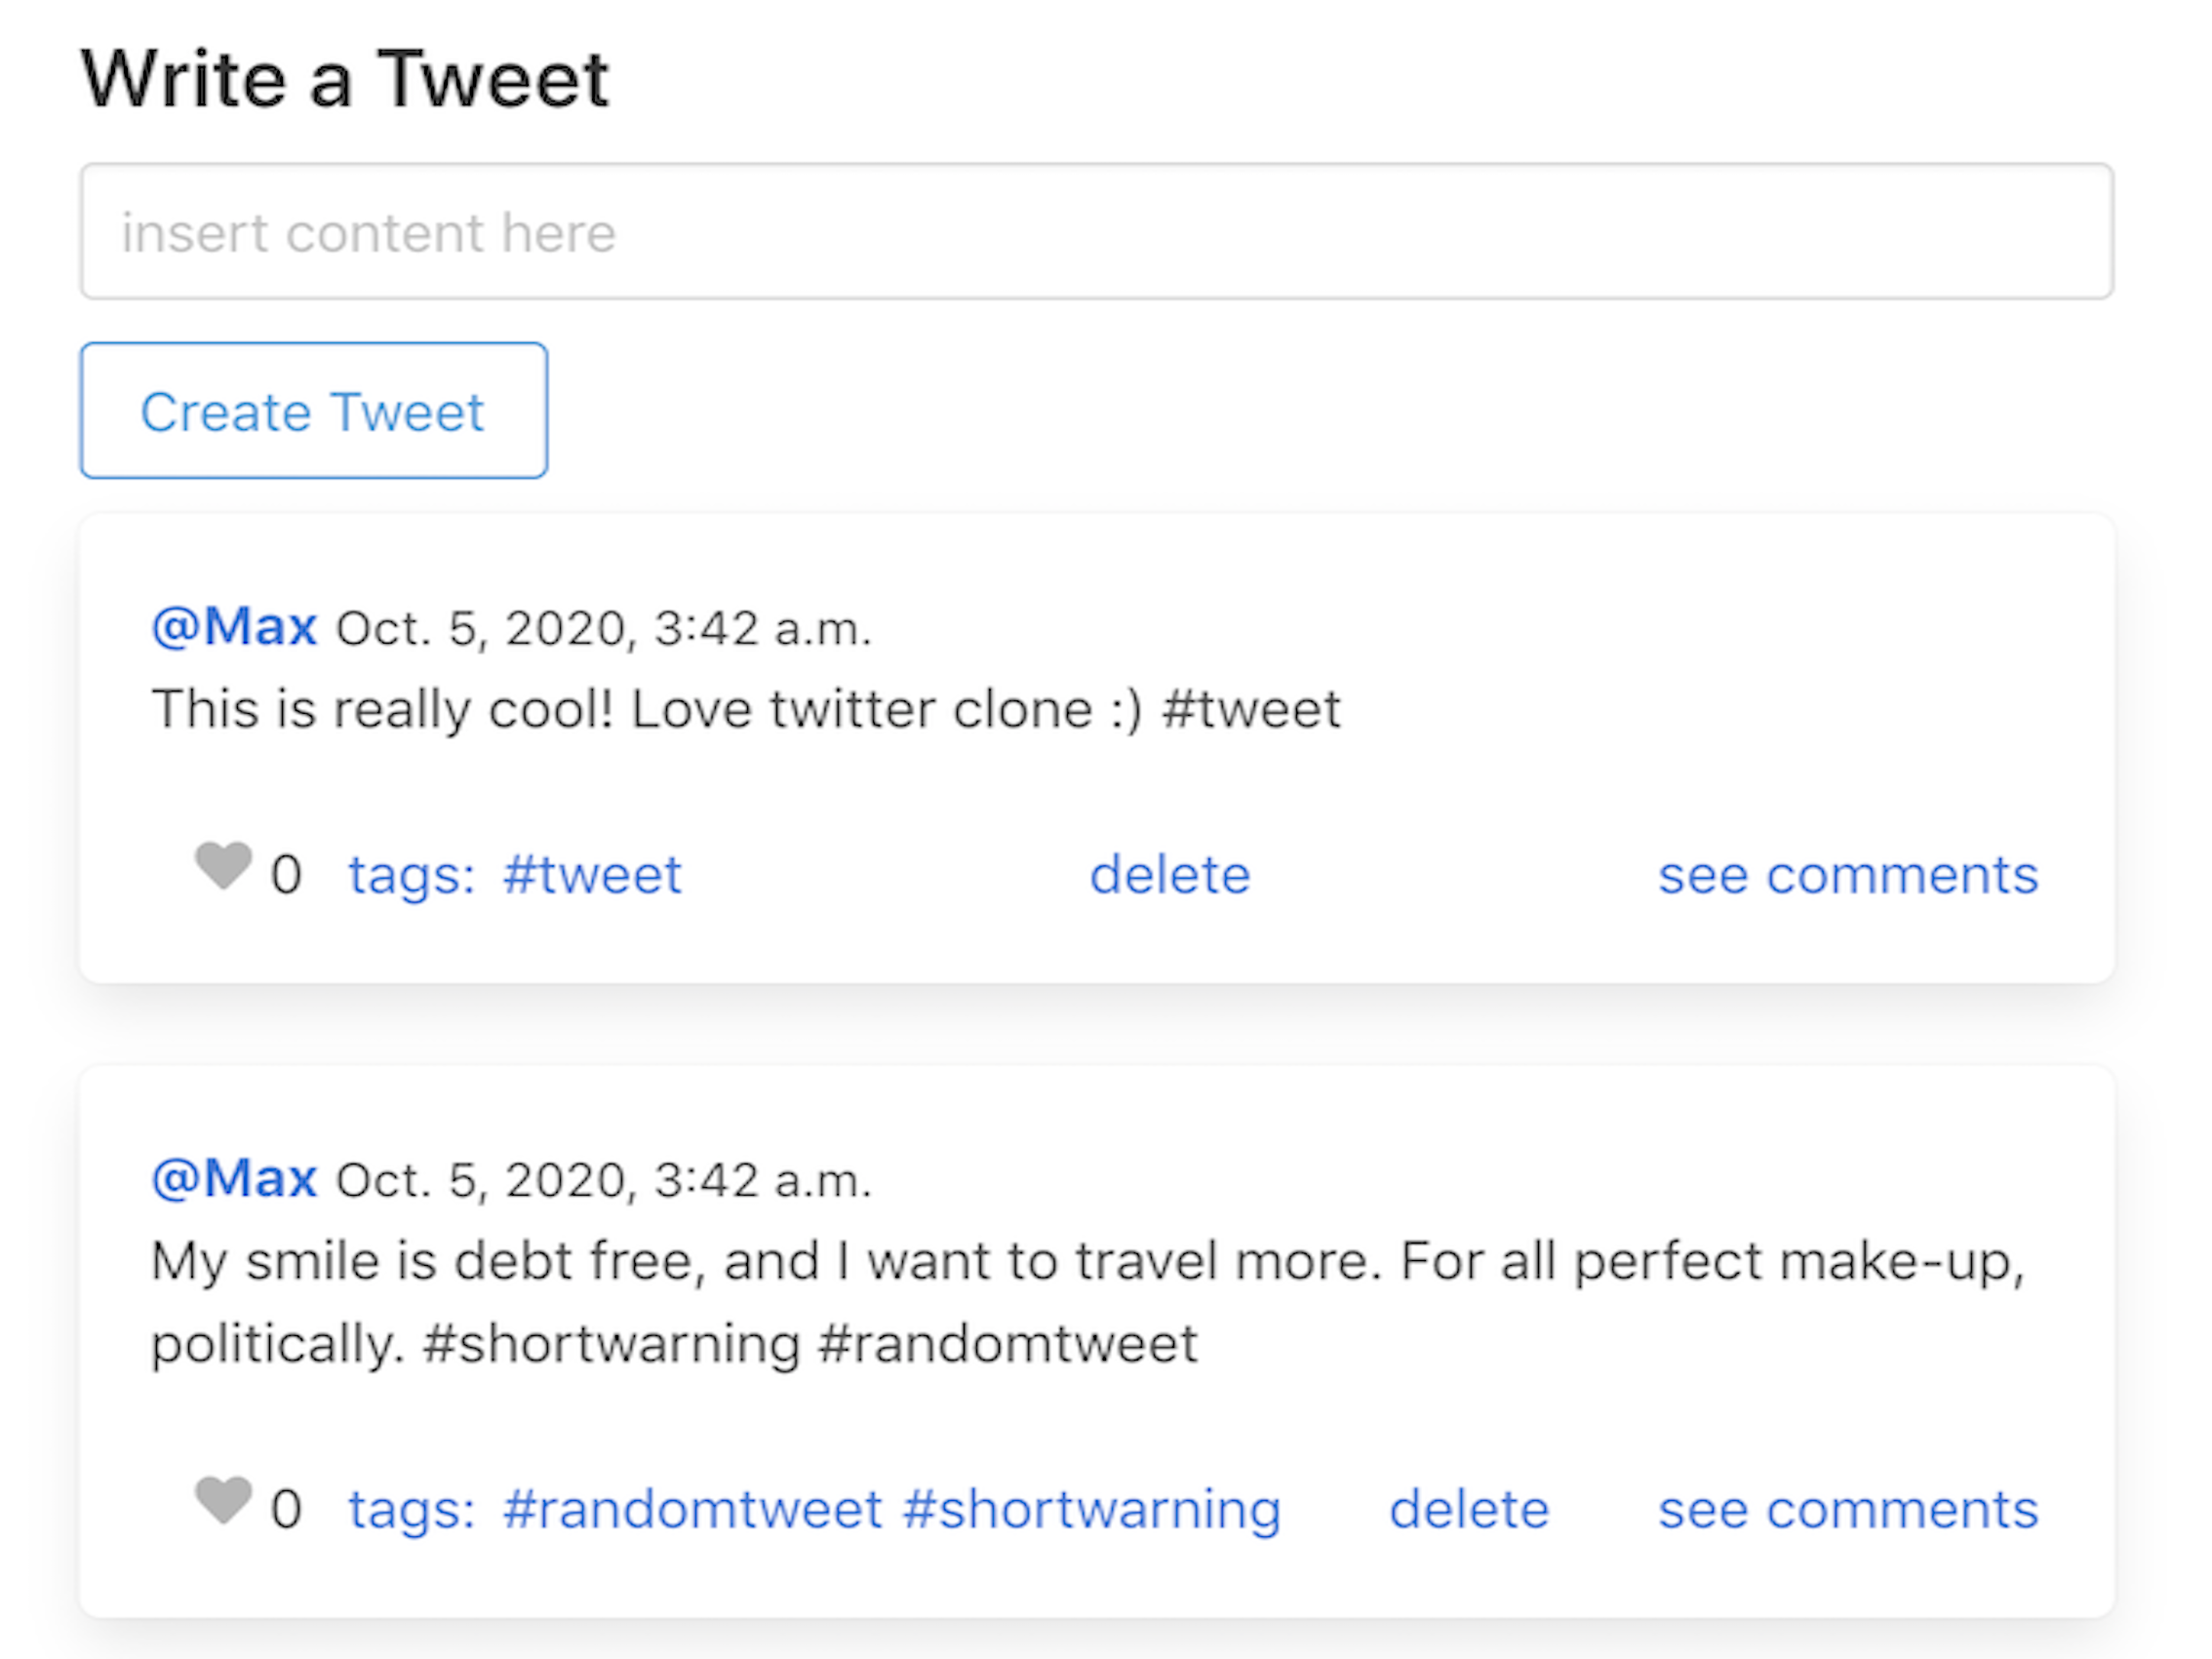 Write a Tweet
insert content here
Create Tweet
@Max Oct. 5, 2020, 3:42 a.m.
This is really cool! Love twitter clone :) #tweet
0 tags: #tweet delete see comments
@Max Oct. 5, 2020, 3:42 a.m.
My smile is debt free, and I want to travel more. For all perfect make-up,
politically. #shortwarning #randomtweet
0 tags: #randomtweet #shortwarning delete see comments